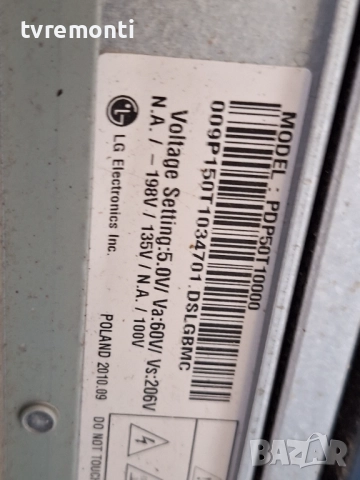 tvremonti
MODEL : PDP50T10000
009P150T1034701.DSLGBMC
Voltage Setting:5.0V/ Va:60V/ Vs:206V
N.A. / -198V / 135V / N.A. / 100V
LG Electronics Inc.
POLAND 2010.09
DO NOT TOUCH
BAZAR